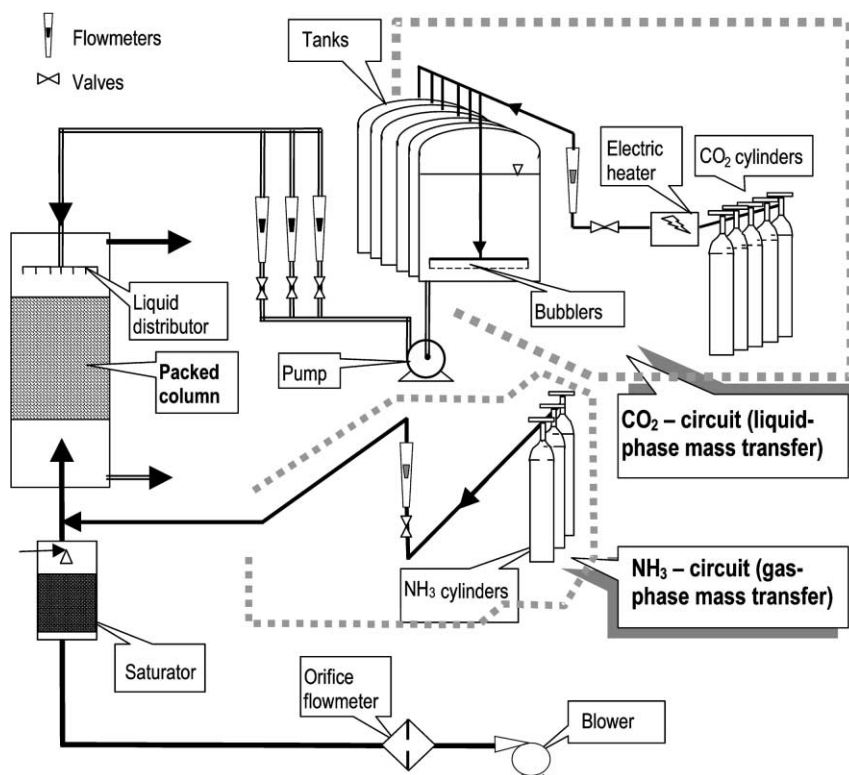 Flowmeters
Valves
Tanks
Electric
heater
CO₂ cylinders
Liquid
distributor
Bubblers
Packed
column
Pump
CO₂ – circuit (liquid-
phase mass transfer)
NH₃ cylinders
NH₃ – circuit (gas-
phase mass transfer)
Saturator
Orifice
flowmeter
Blower